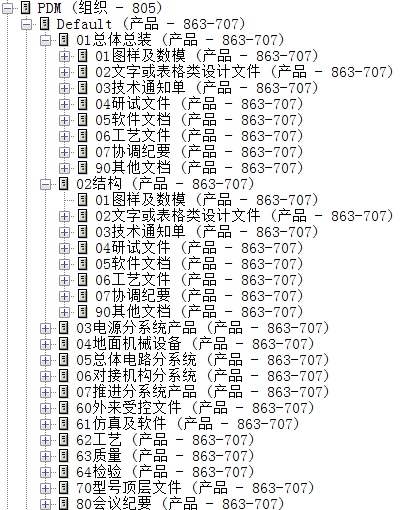 PDM (组织 - 805)
Default (产品 - 863-707)
01总体总装 (产品 - 863-707)
01图样及数模 (产品 - 863-707)
02文字或表格类设计文件 (产品 - 863-707)
03技术通知单 (产品 - 863-707)
04研试文件 (产品 - 863-707)
05软件文档 (产品 - 863-707)
06工艺文件 (产品 - 863-707)
07协调纪要 (产品 - 863-707)
90其他文档 (产品 - 863-707)
02结构 (产品 - 863-707)
01图样及数模 (产品 - 863-707)
02文字或表格类设计文件 (产品 - 863-707)
03技术通知单 (产品 - 863-707)
04研试文件 (产品 - 863-707)
05软件文档 (产品 - 863-707)
06工艺文件 (产品 - 863-707)
07协调纪要 (产品 - 863-707)
90其他文档 (产品 - 863-707)
03电源分系统产品 (产品 - 863-707)
04地面机械设备 (产品 - 863-707)
05总体电路分系统 (产品 - 863-707)
06对接机构分系统 (产品 - 863-707)
07推进分系统产品 (产品 - 863-707)
60外来受控文件 (产品 - 863-707)
61仿真及软件 (产品 - 863-707)
62工艺 (产品 - 863-707)
63质量 (产品 - 863-707)
64检验 (产品 - 863-707)
70型号顶层文件 (产品 - 863-707)
80会议纪要 (产品 - 863-707)